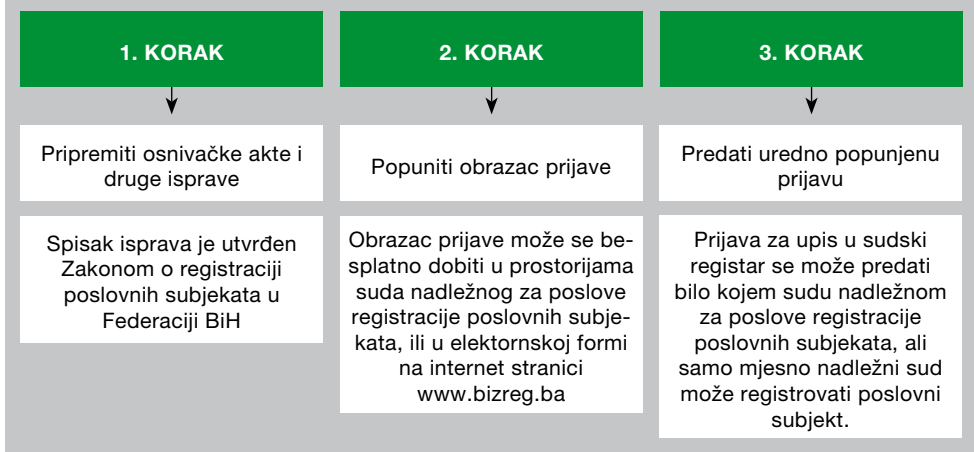 1. KORAK
Pripremiti osnivačke akte i
druge isprave
Spisak isprava je utvrđen
Zakonom o registraciji
poslovnih subjekata u
Federaciji BiH
2. KORAK
Popuniti obrazac prijave
Obrazac prijave može se be-
splatno dobiti u prostorijama
suda nadležnog za poslove
registracije poslovnih subje-
kata, ili u elektornskoj formi
na internet stranici
www.bizreg.ba
3. KORAK
Predati uredno popunjenu
prijavu
Prijava za upis u sudski
registar se može predati
bilo kojem sudu nadležnom
za poslove registracije
poslovnih subjekata, ali
samo mjesno nadležni sud
može registrovati poslovni
subjekt.